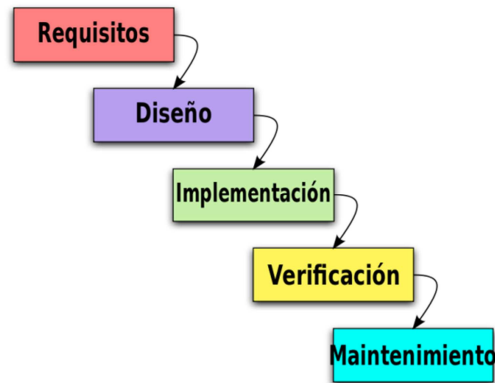 Requisitos
Diseño
Implementación
Verificación
Maintenimiento